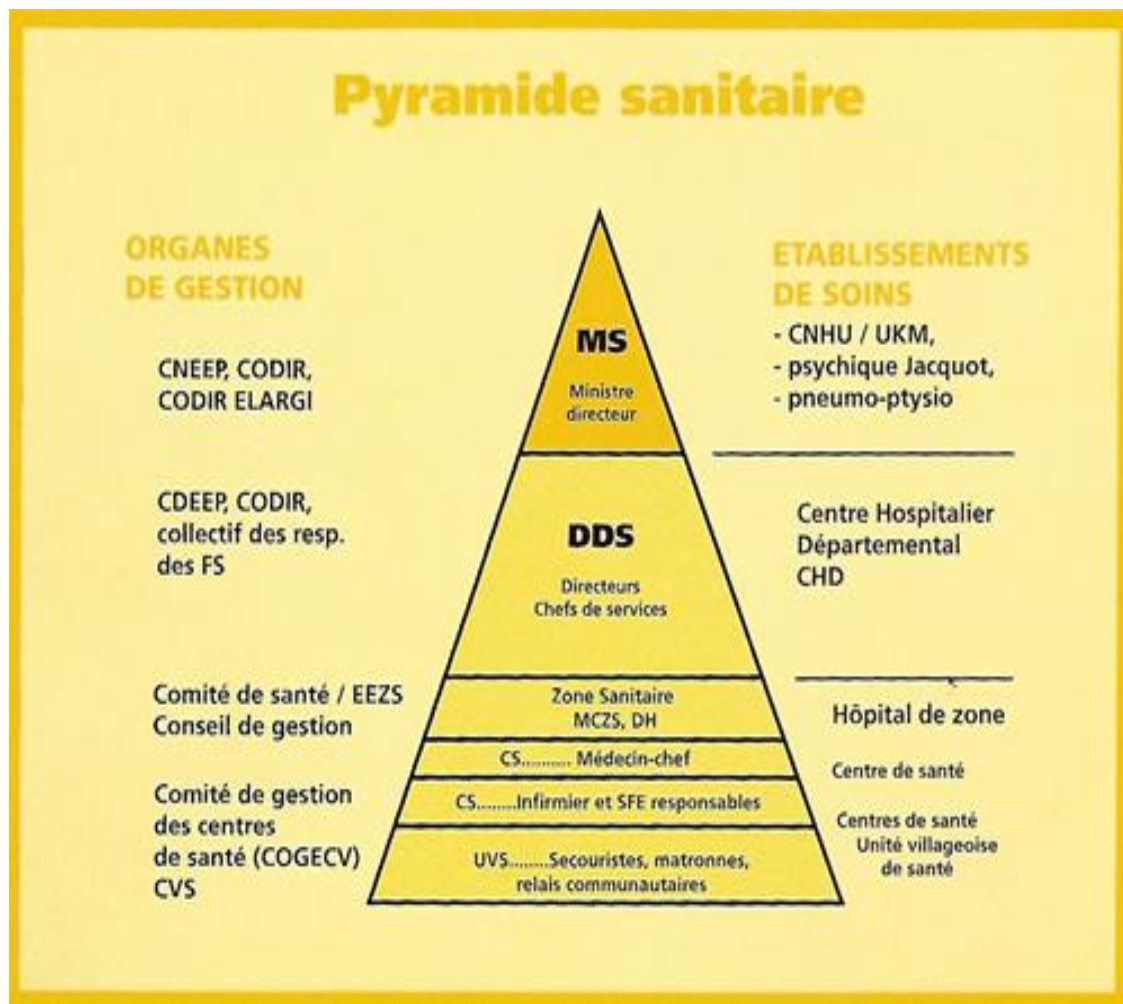 Pyramide sanitaire
ORGANES
DE GESTION
CNEEP, CODIR,
CODIR ELARGI
CDEEP, CODIR,
collectif des resp.
des FS
Comité de santé / EEZS
Conseil de gestion
Comité de gestion
des centres
de santé (COGECV)
CVS
MS
Ministre
directeur
DDS
Directeurs
Chefs de services
Zone Sanitaire
MCZS, DH
CS.......... Médecin-chef
CS........Infirmier et SFE responsables
UVS........Secouristes, matronnes,
relais communautaires
ETABLISSEMENTS
DE SOINS
- CNHU / UKM,
- psychique Jacquot,
- pneumo-ptysio
Centre Hospitalier
Départemental
CHD
Hôpital de zone
Centre de santé
Centres de santé
Unité villageoise
de santé